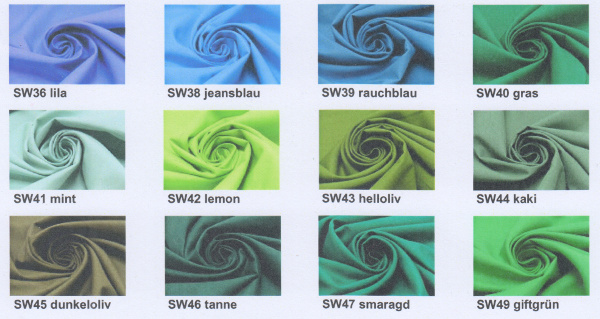 SW36 lila
SW38 jeansblau
SW39 rauchblau
SW40 gras
SW41 mint
SW42 lemon
SW43 helloliv
SW44 kaki
SW45 dunkeloliv
SW46 tanne
SW47 smaragd
SW49 giftgrün